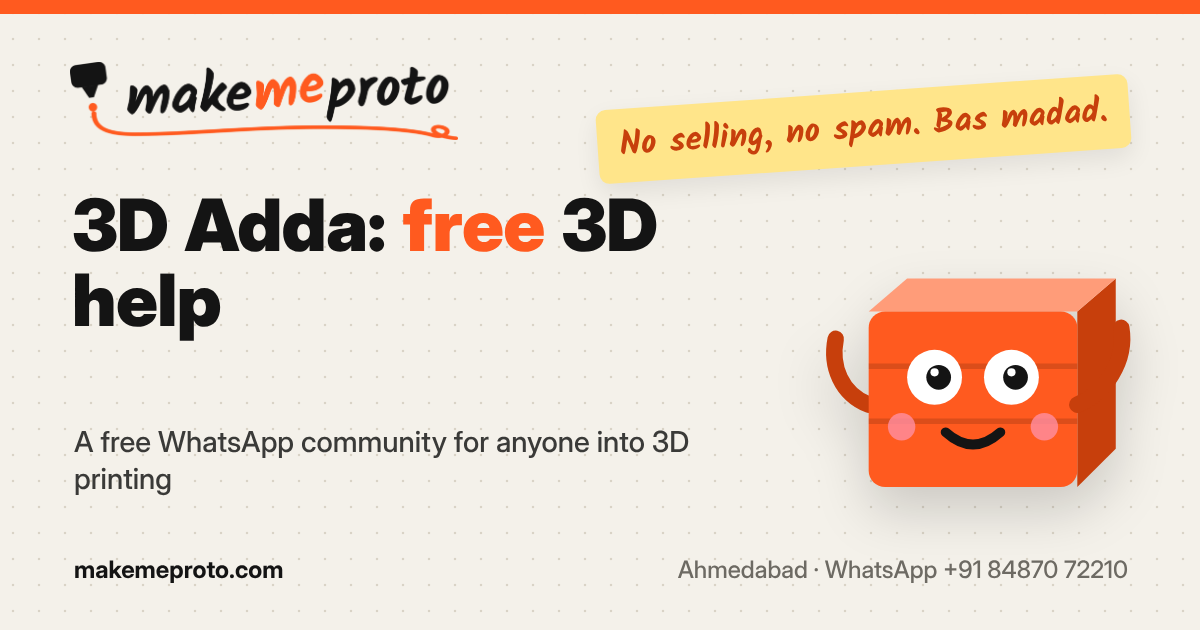 makemeproto
No selling, no spam. Bas madad.
3D Adda: free 3D
help
A free WhatsApp community for anyone into 3D
printing
makemeproto.com
Ahmedabad · WhatsApp +91 84870 72210